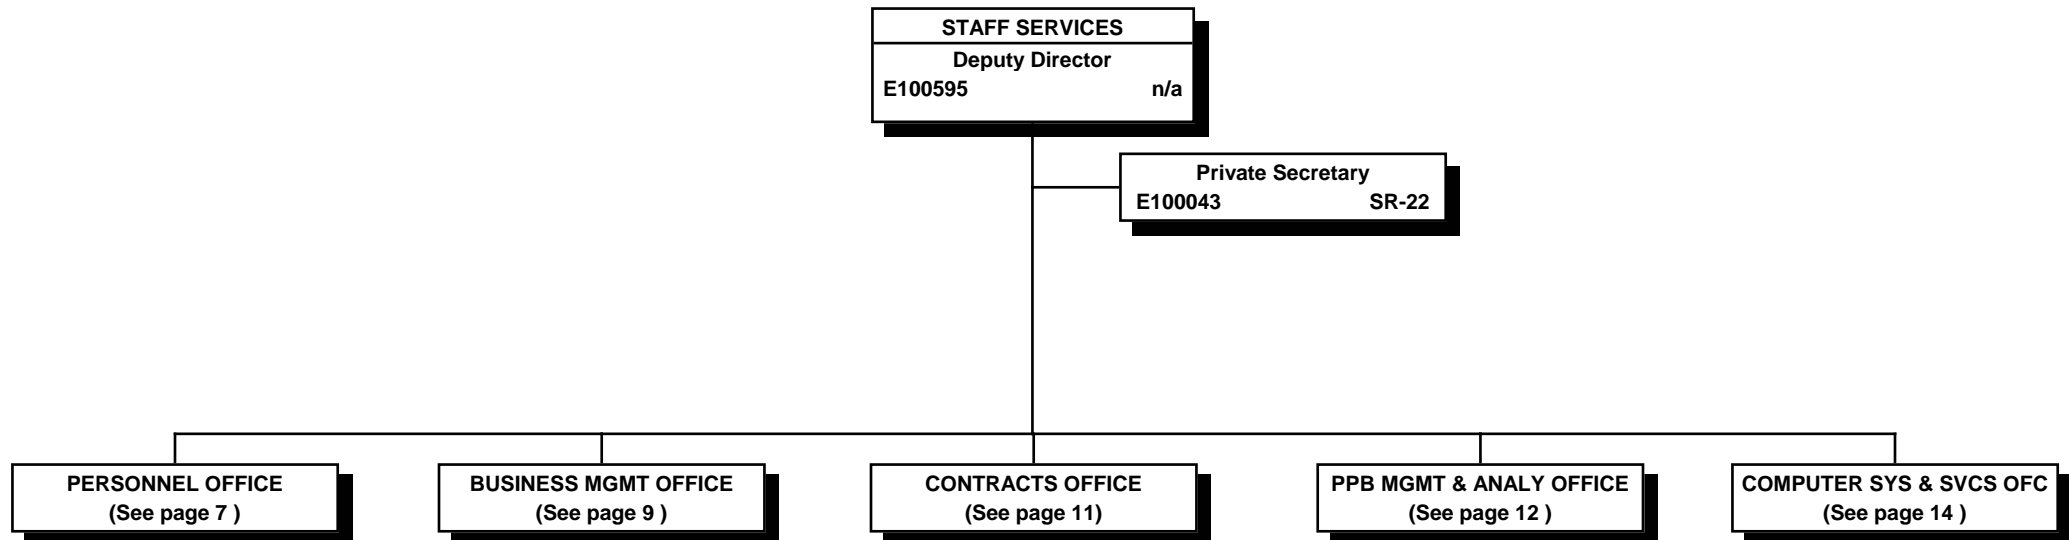 STAFF SERVICES
Deputy Director
E100595 n/a
Private Secretary
E100043 SR-22
PERSONNEL OFFICE
(See page 7 )
BUSINESS MGMT OFFICE
(See page 9 )
CONTRACTS OFFICE
(See page 11)
PPB MGMT & ANALY OFFICE
(See page 12 )
COMPUTER SYS & SVCS OFC
(See page 14 )